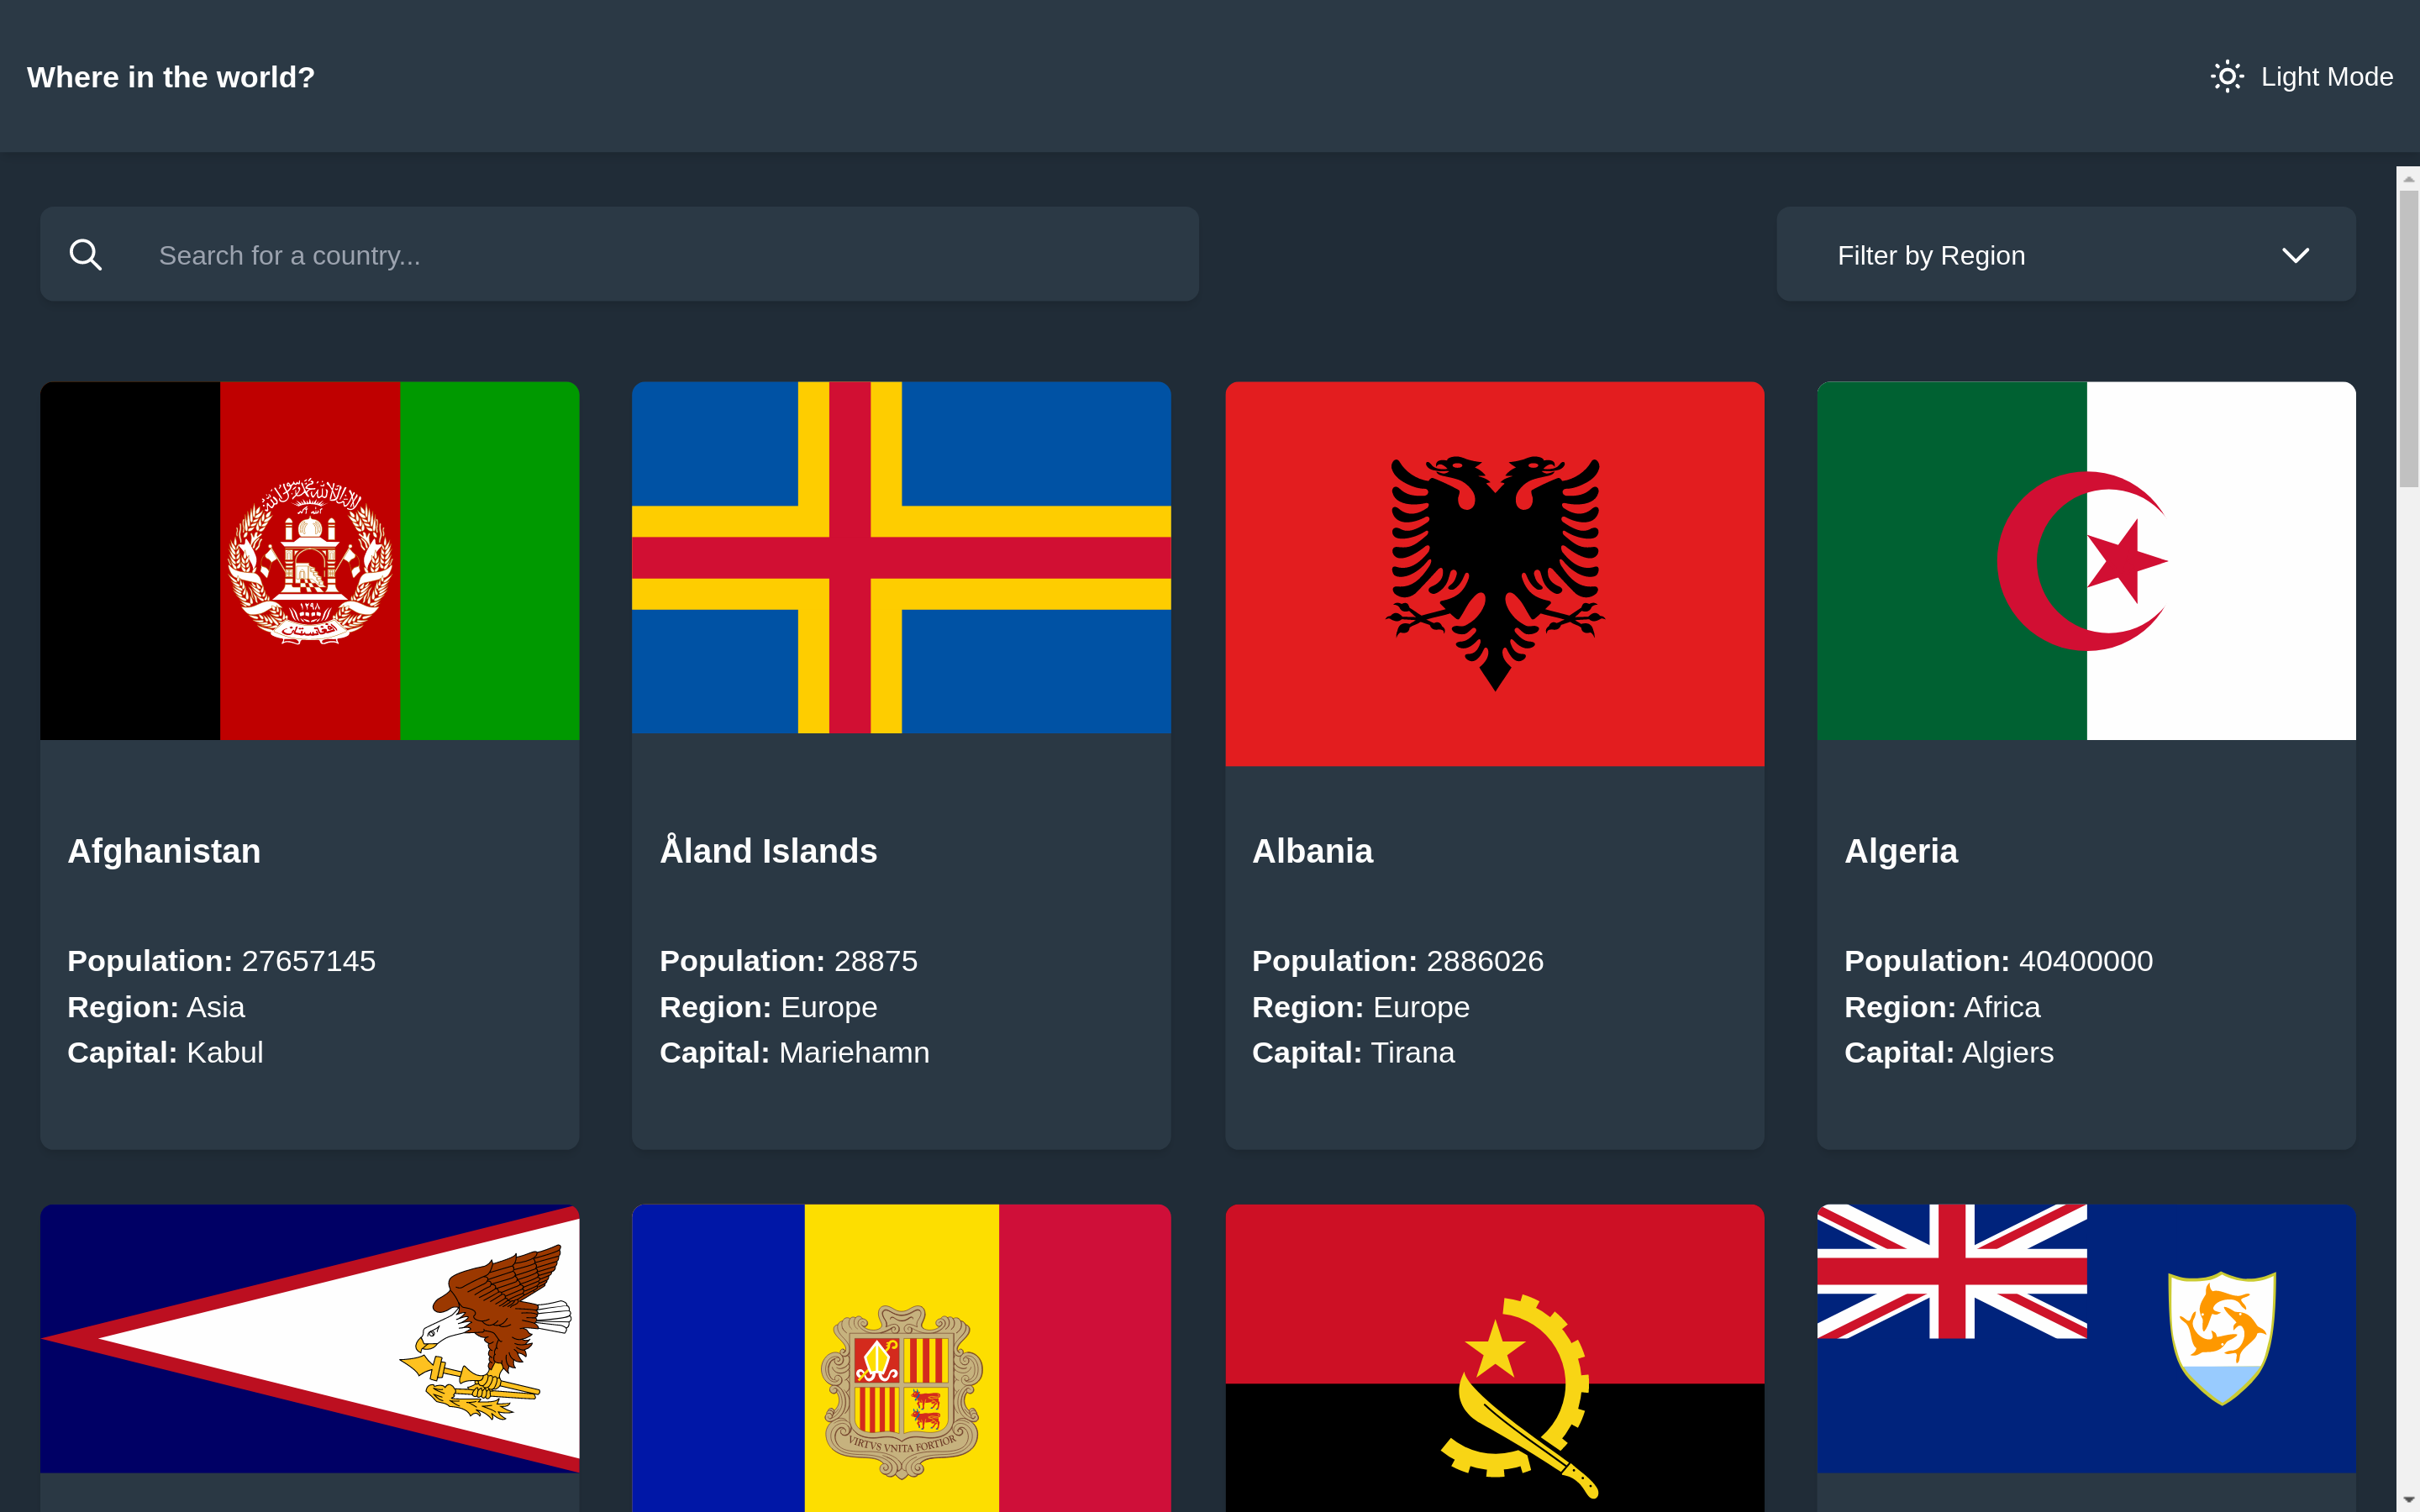 Where in the world?
Light Mode
Search for a country...
Filter by Region
افغانستان
Afghanistan
Population: 27657145
Region: Asia
Capital: Kabul
Åland Islands
Population: 28875
Region: Europe
Capital: Mariehamn
Albania
Population: 2886026
Region: Europe
Capital: Tirana
Algeria
Population: 40400000
Region: Africa
Capital: Algiers
VIRTVS VNITA FORTIOR